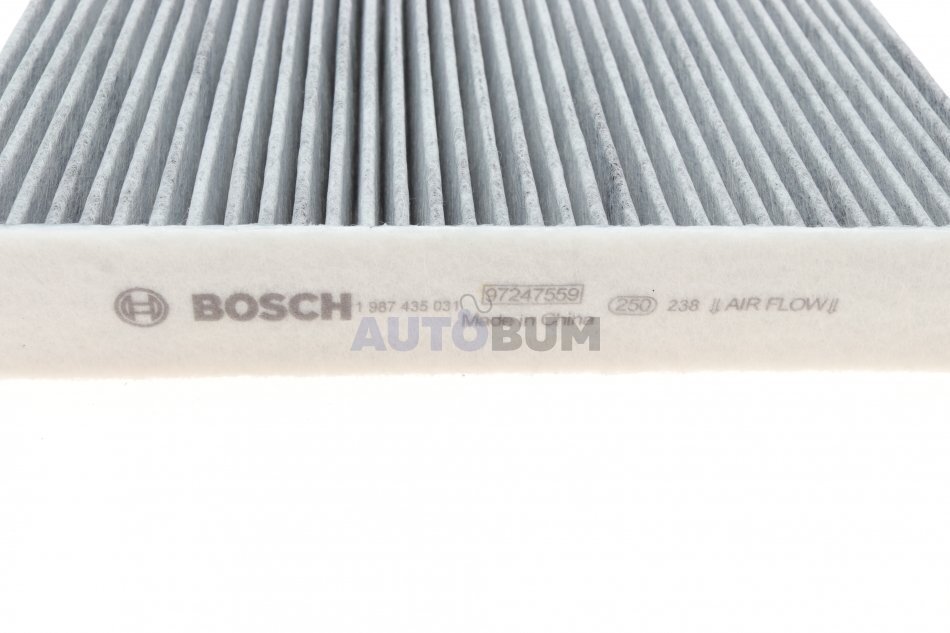 BOSCH 1 987 435 031 97247559 250 238 ⇓ AIR FLOW ⇓
Made in China
AUTOBUM